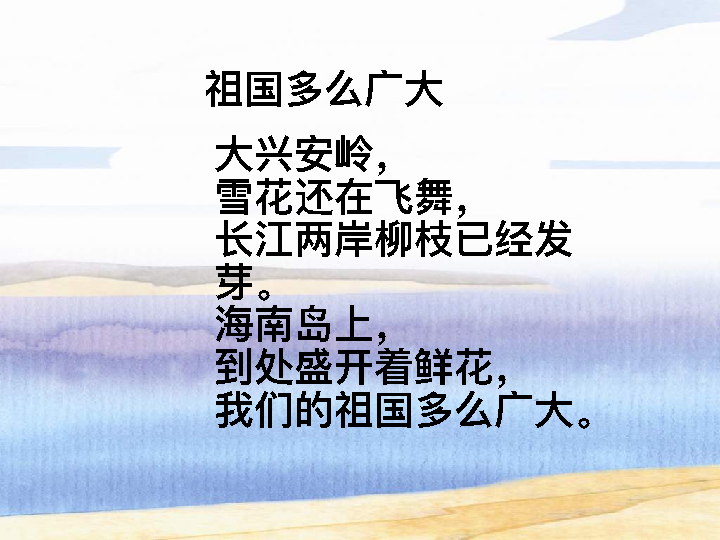 祖国多么广大
大兴安岭，
雪花还在飞舞，
长江两岸柳枝已经发
芽。
海南岛上，
到处盛开着鲜花，
我们的祖国多么广大。